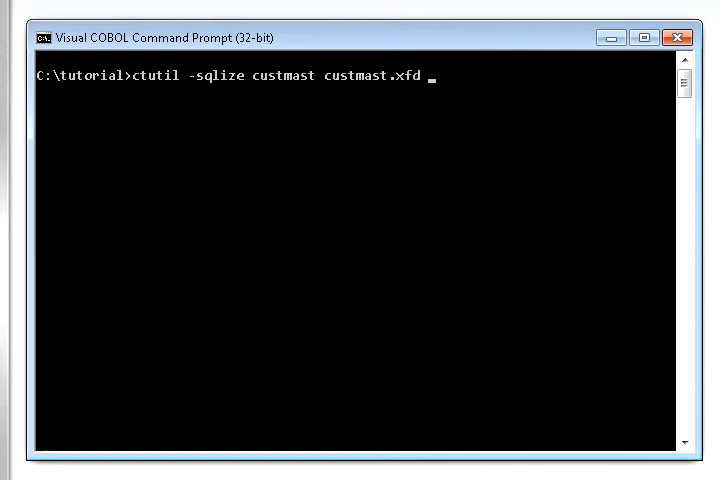 Visual COBOL Command Prompt (32-bit)
C:\tutorial>ctutil -sqlize custmast custmast.xfd _